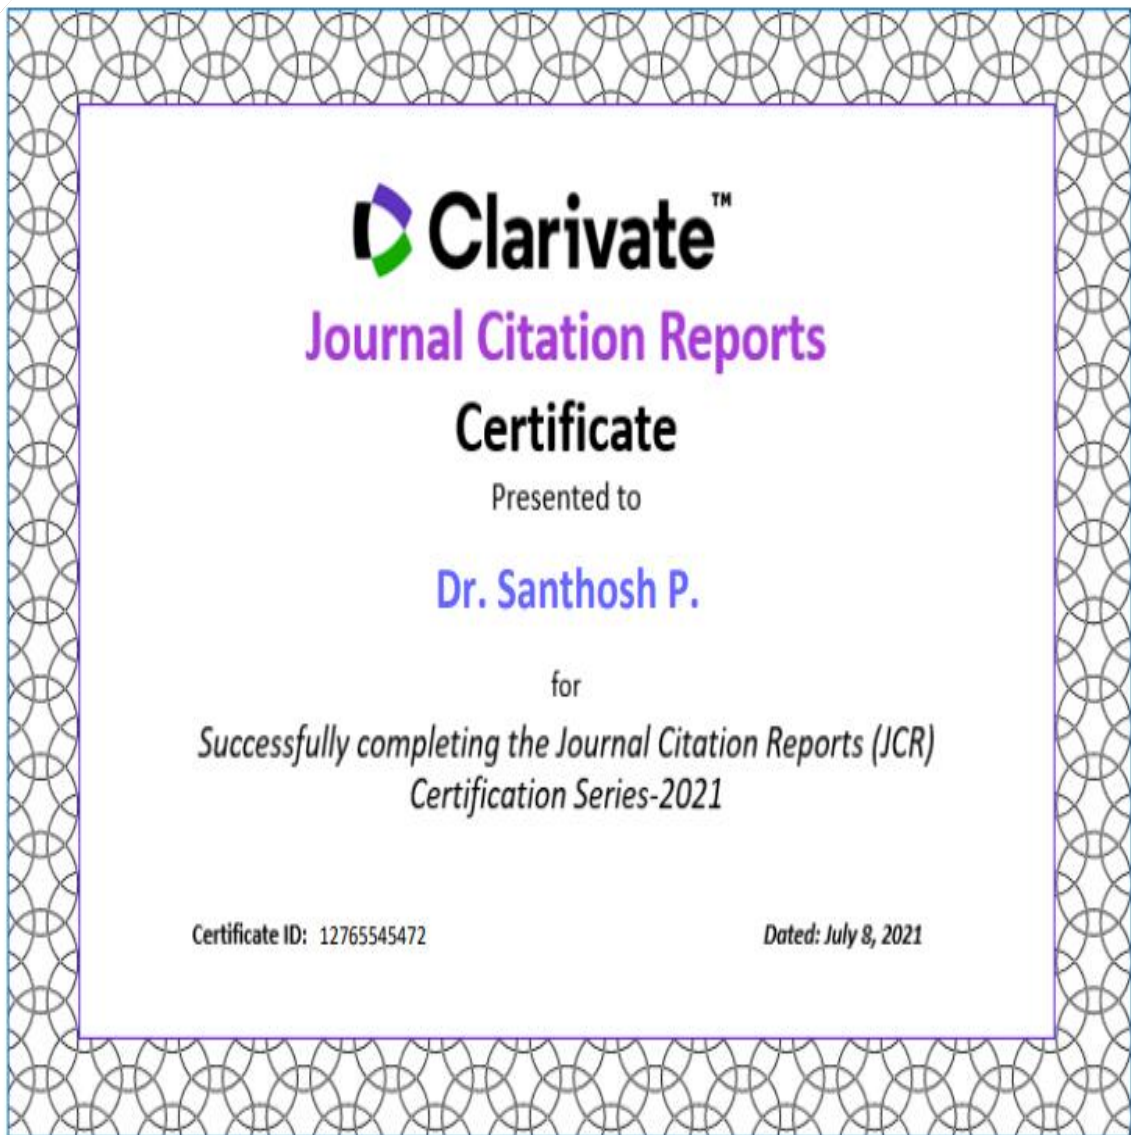 Clarivate™
Journal Citation Reports
Certificate
Presented to
Dr. Santhosh P.
for
Successfully completing the Journal Citation Reports (JCR)
Certification Series-2021
Certificate ID: 12765545472 Dated: July 8, 2021